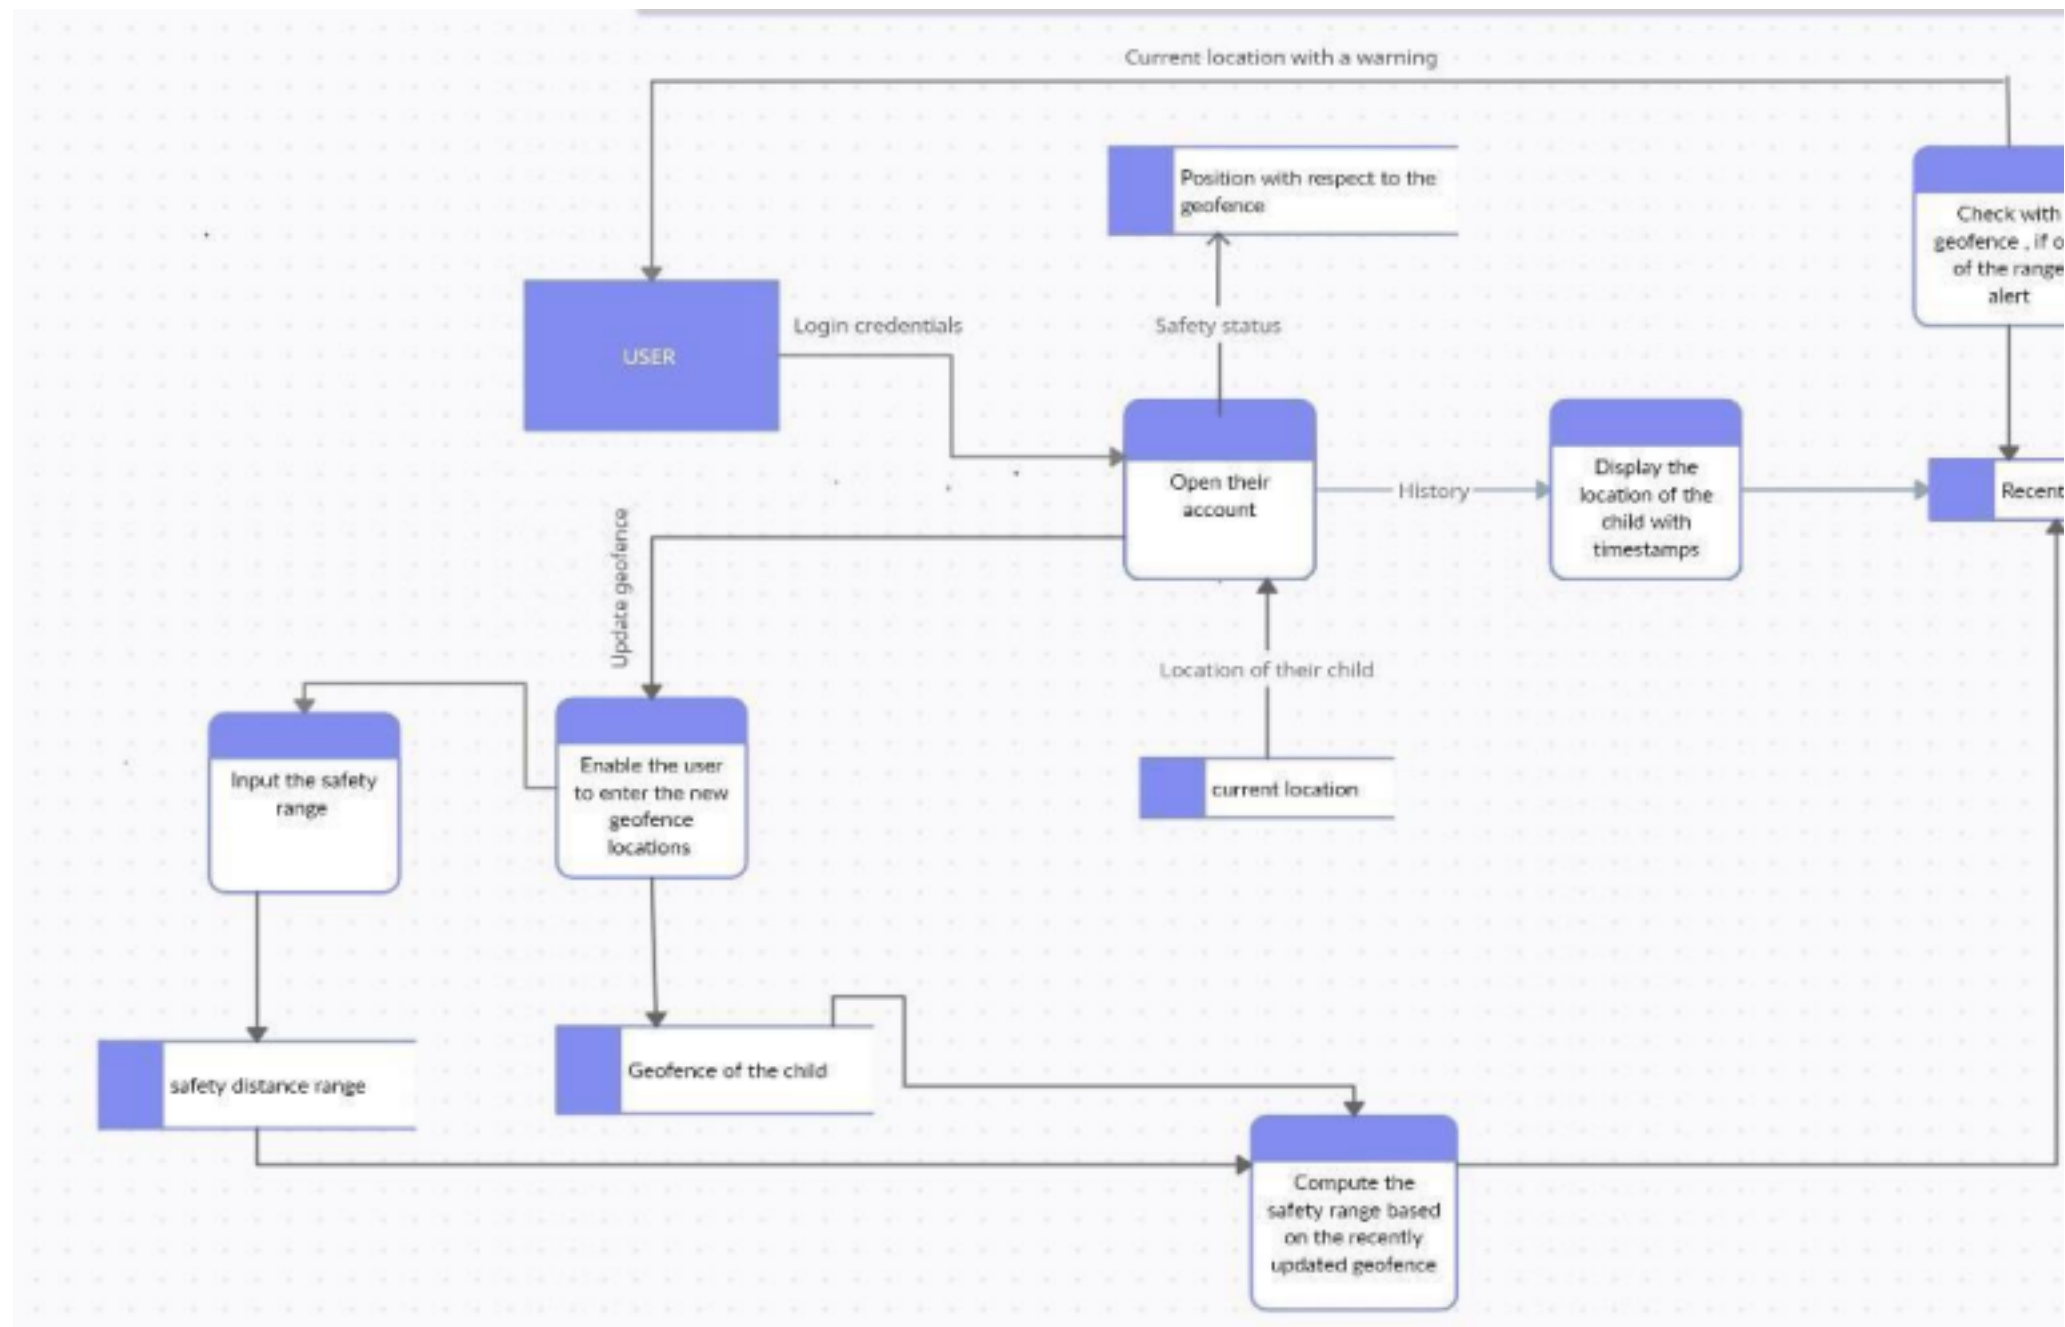 Current location with a warning
Position with respect to the
geofence
Check with
geofence , if o
of the range
alert
USER
Login credentials
Safety status
Open their
account
History
Display the
location of the
child with
timestamps
Recent
Update geofence
Location of their child
Input the safety
range
Enable the user
to enter the new
geofence
locations
current location
safety distance range
Geofence of the child
Compute the
safety range based
on the recently
updated geofence